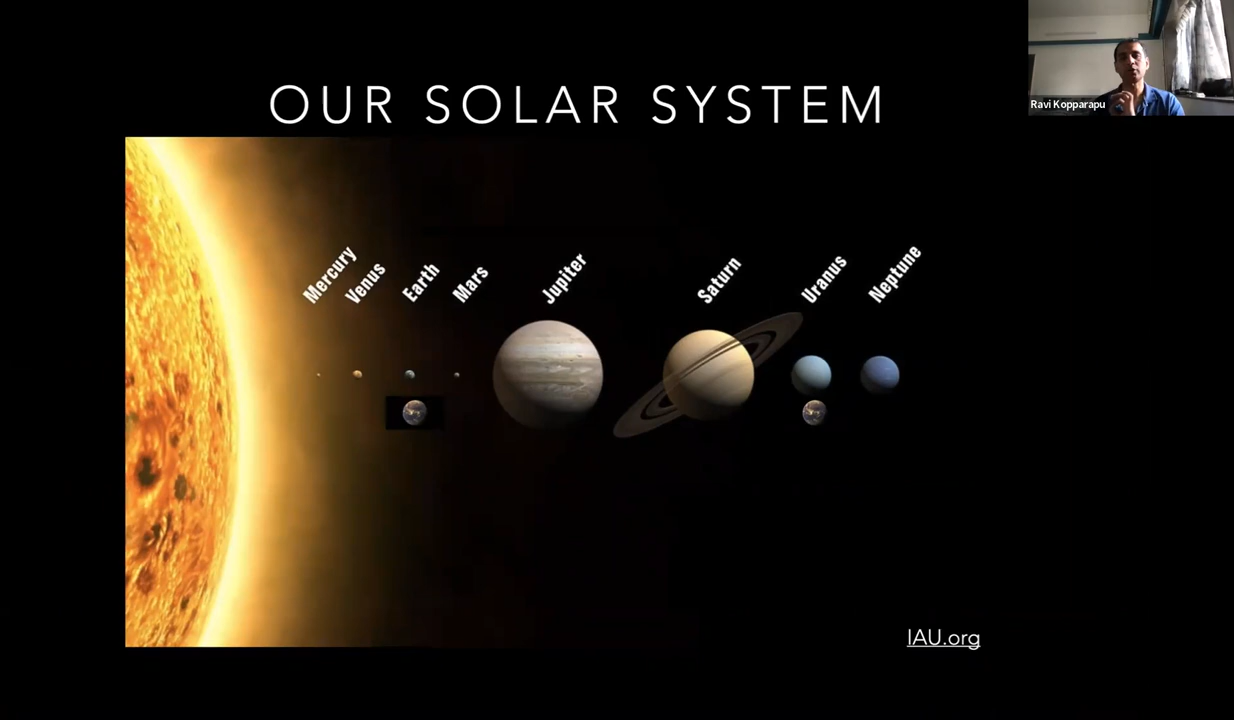 OUR SOLAR SYSTEM
Ravi Kopparapu
Mercury
Venus
Earth
Mars
Jupiter
Saturn
Uranus
Neptune
IAU.org